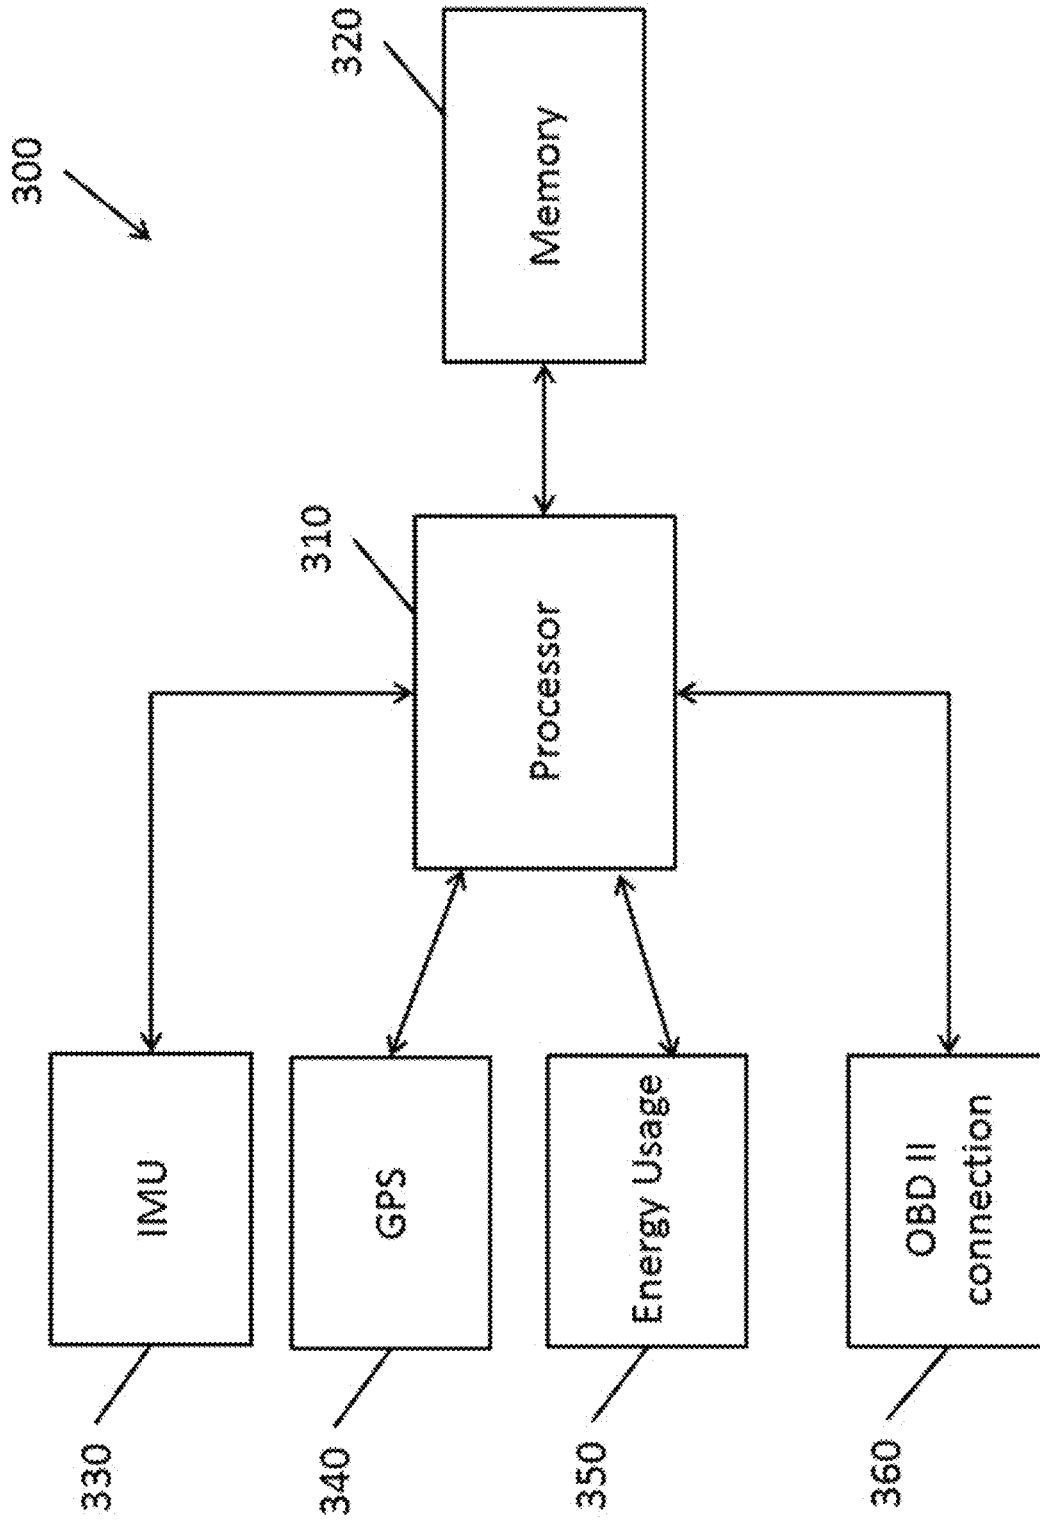 300
330
IMU
310
320
340
GPS
Processor
Memory
350
Energy Usage
360
OBD II
connection